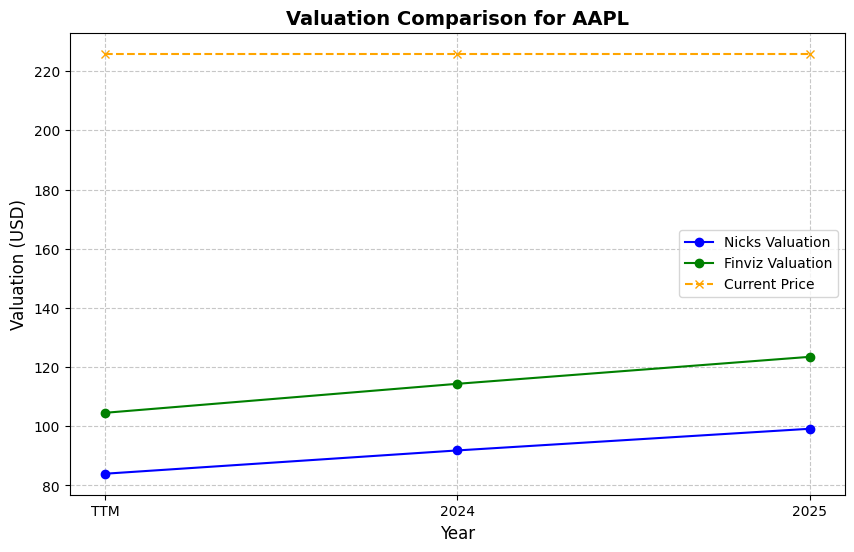 Valuation Comparison for AAPL
Valuation (USD)
220
200
180
160
140
120
100
80
Nicks Valuation
Finviz Valuation
Current Price
TTM 2024 2025
Year